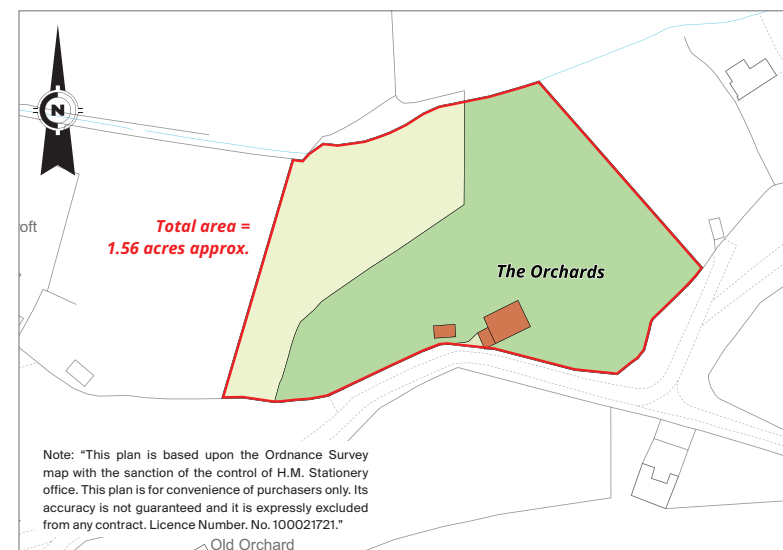 N
oft
Total area =
1.56 acres approx.
The Orchards
Note: “This plan is based upon the Ordnance Survey
map with the sanction of the control of H.M. Stationery
office. This plan is for convenience of purchasers only. Its
accuracy is not guaranteed and it is expressly excluded
from any contract. Licence Number. No. 100021721.”
Old Orchard